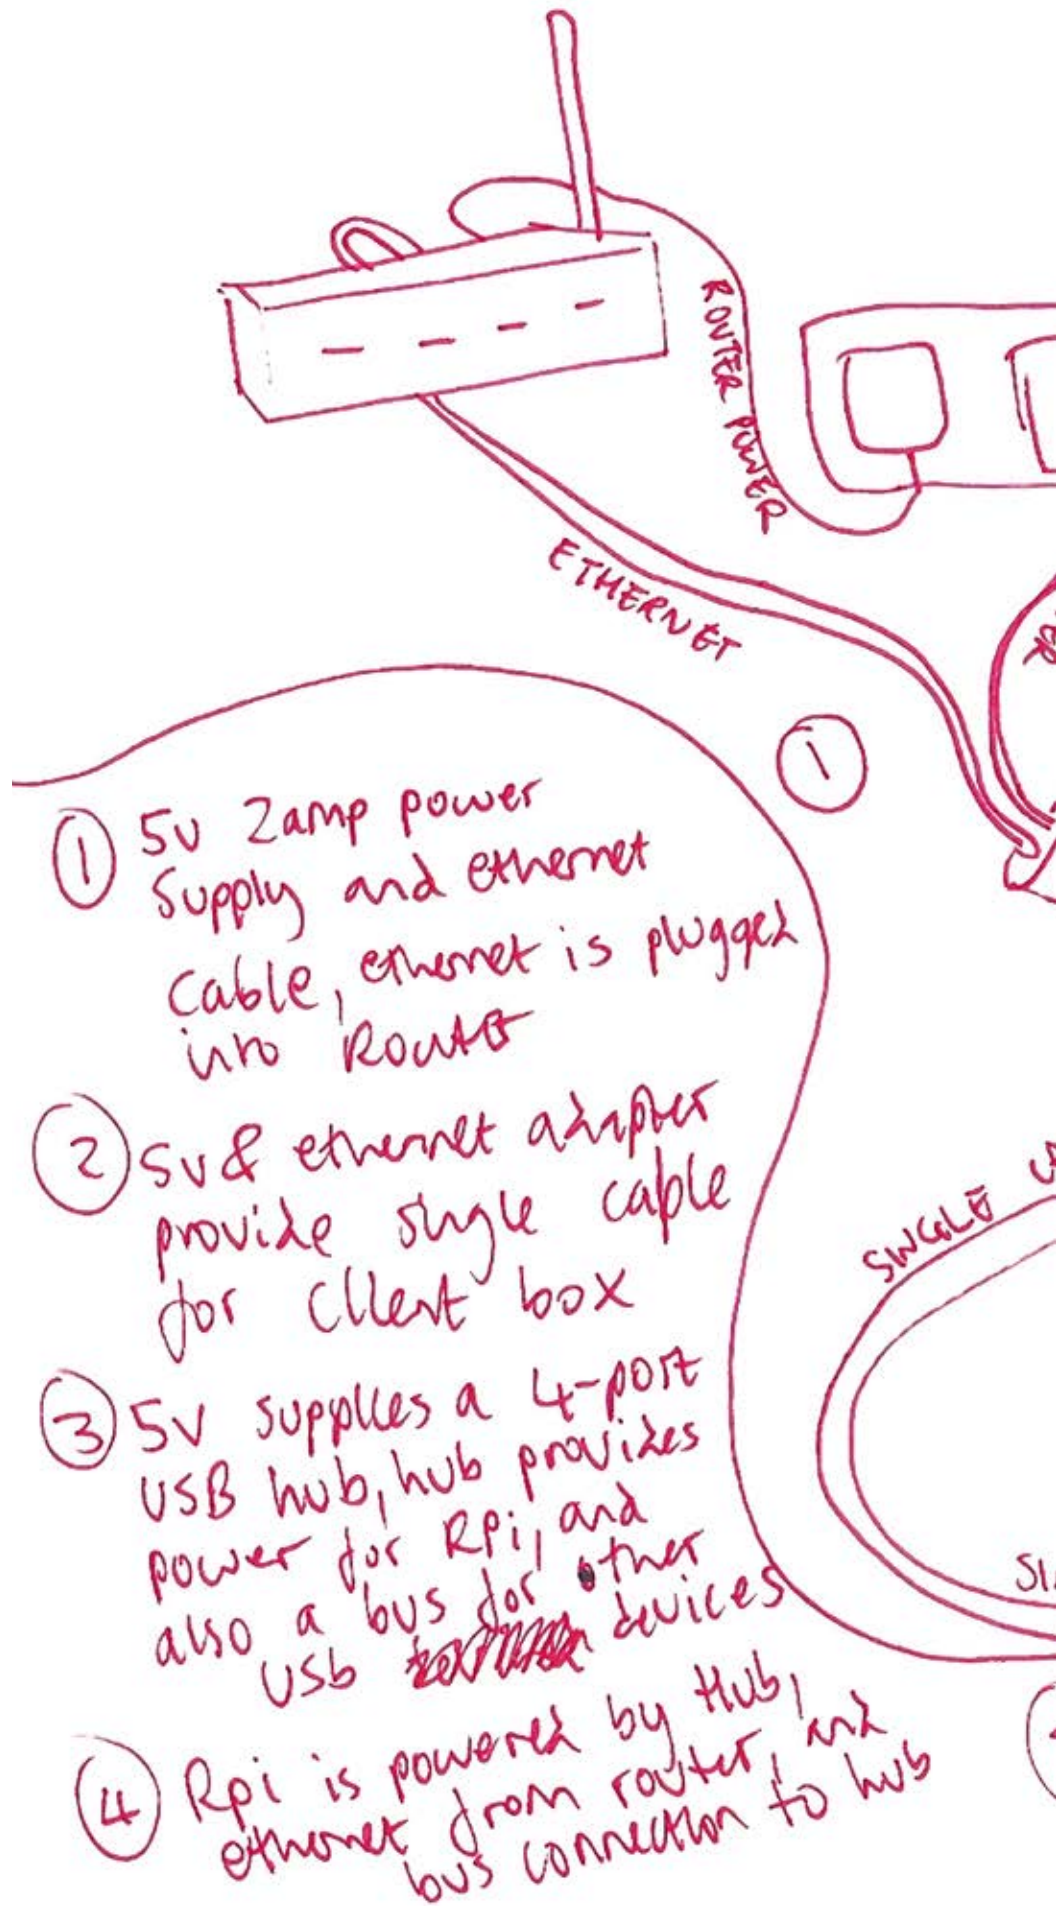 ROUTER POWER
ETHERNET
1
1 5v 2amp power
Supply and ethernet
Cable, ethernet is plugged
into Router
2 5v & ethernet adapter
provide single cable
for Client box
3 5V supplies a 4-port
USB hub, hub provides
power for RPi, and
also a bus for other
USb devices
SINGLE
4 Rpi is powered by Hub,
ethernet from router, and
bus connection to hub